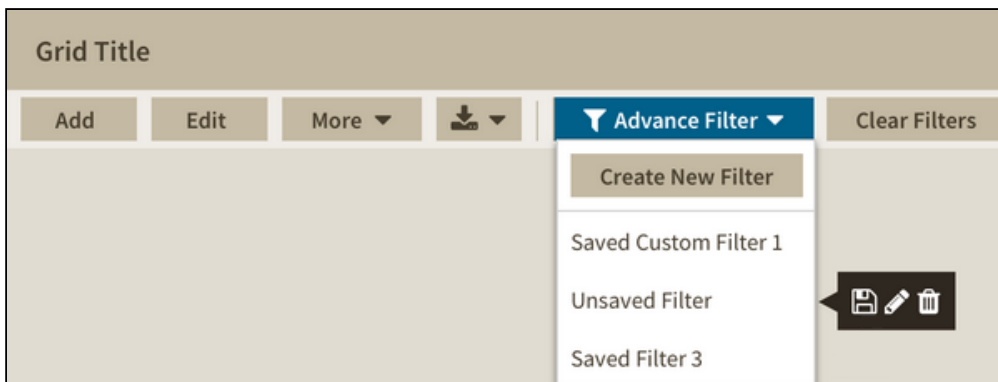 Grid Title
Add Edit More Advance Filter Clear Filters
Create New Filter
Saved Custom Filter 1
Unsaved Filter
Saved Filter 3